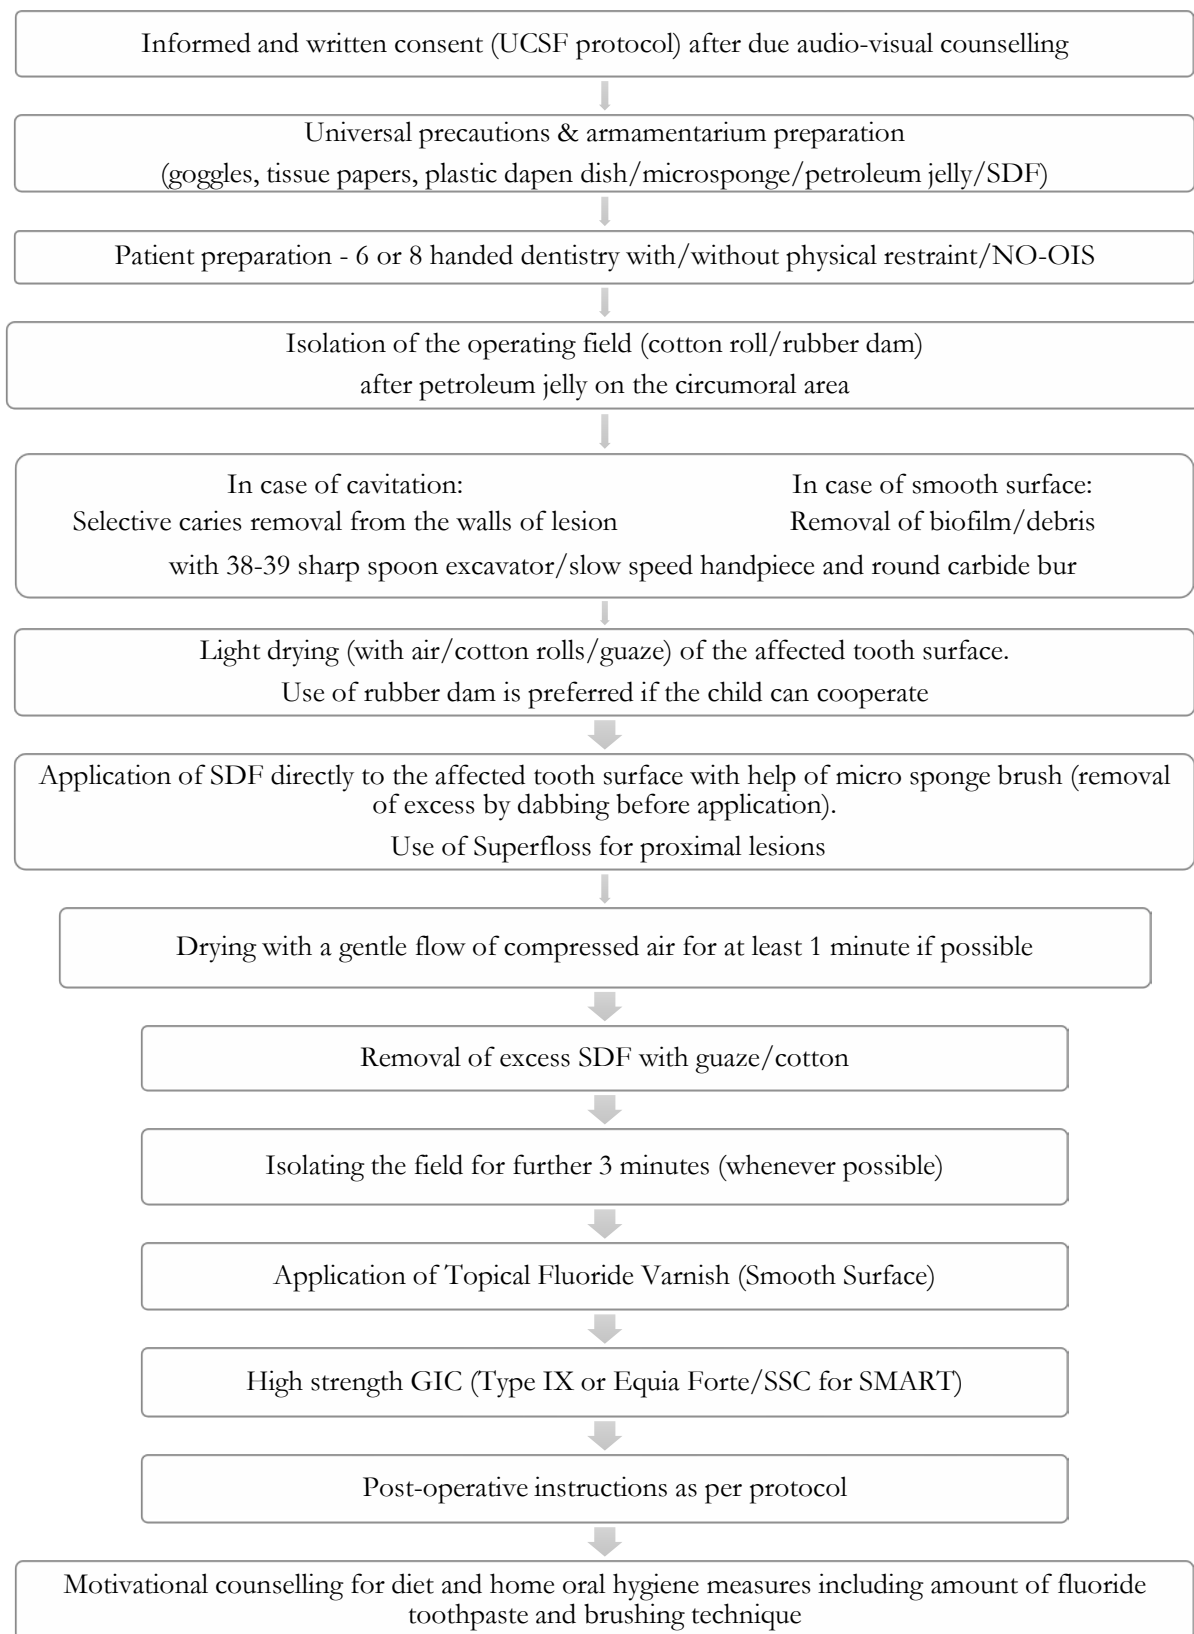 Informed and written consent (UCSF protocol) after due audio-visual counselling
Universal precautions & armamentarium preparation
(goggles, tissue papers, plastic dapen dish/microsponge/petroleum jelly/SDF)
Patient preparation - 6 or 8 handed dentistry with/without physical restraint/NO-OIS
Isolation of the operating field (cotton roll/rubber dam)
after petroleum jelly on the circumoral area
In case of cavitation:
Selective caries removal from the walls of lesion
In case of smooth surface:
Removal of biofilm/debris
with 38-39 sharp spoon excavator/slow speed handpiece and round carbide bur
Light drying (with air/cotton rolls/guaze) of the affected tooth surface.
Use of rubber dam is preferred if the child can cooperate
Application of SDF directly to the affected tooth surface with help of micro sponge brush (removal
of excess by dabbing before application).
Use of Superfloss for proximal lesions
Drying with a gentle flow of compressed air for at least 1 minute if possible
Removal of excess SDF with guaze/cotton
Isolating the field for further 3 minutes (whenever possible)
Application of Topical Fluoride Varnish (Smooth Surface)
High strength GIC (Type IX or Equia Forte/SSC for SMART)
Post-operative instructions as per protocol
Motivational counselling for diet and home oral hygiene measures including amount of fluoride
toothpaste and brushing technique